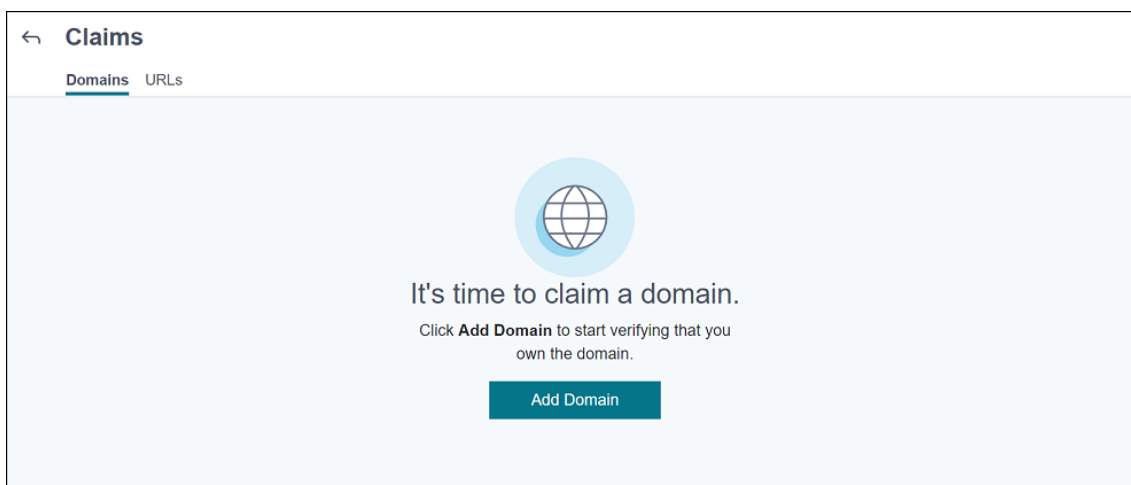 Claims
Domains URLs
It's time to claim a domain.
Click Add Domain to start verifying that you
own the domain.
Add Domain